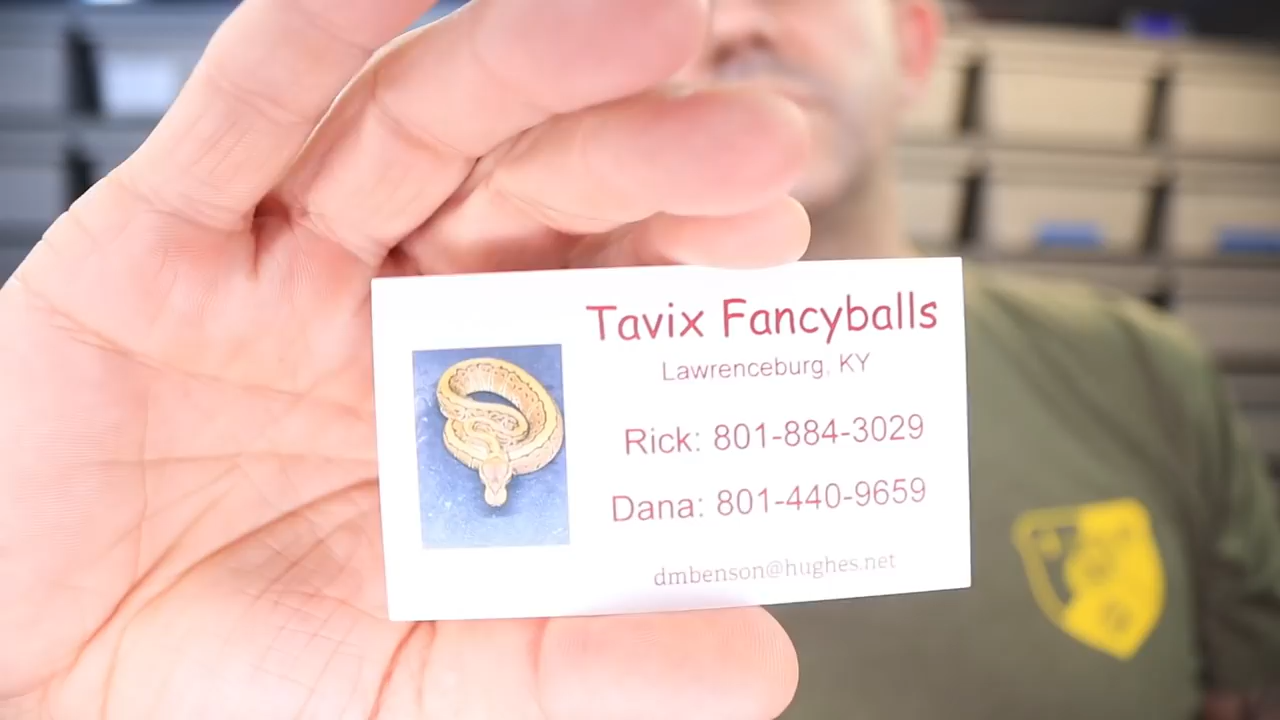 Tavix Fancyballs
Lawrenceburg, KY
Rick: 801-884-3029
Dana: 801-440-9659
dmbenson@hughes.net